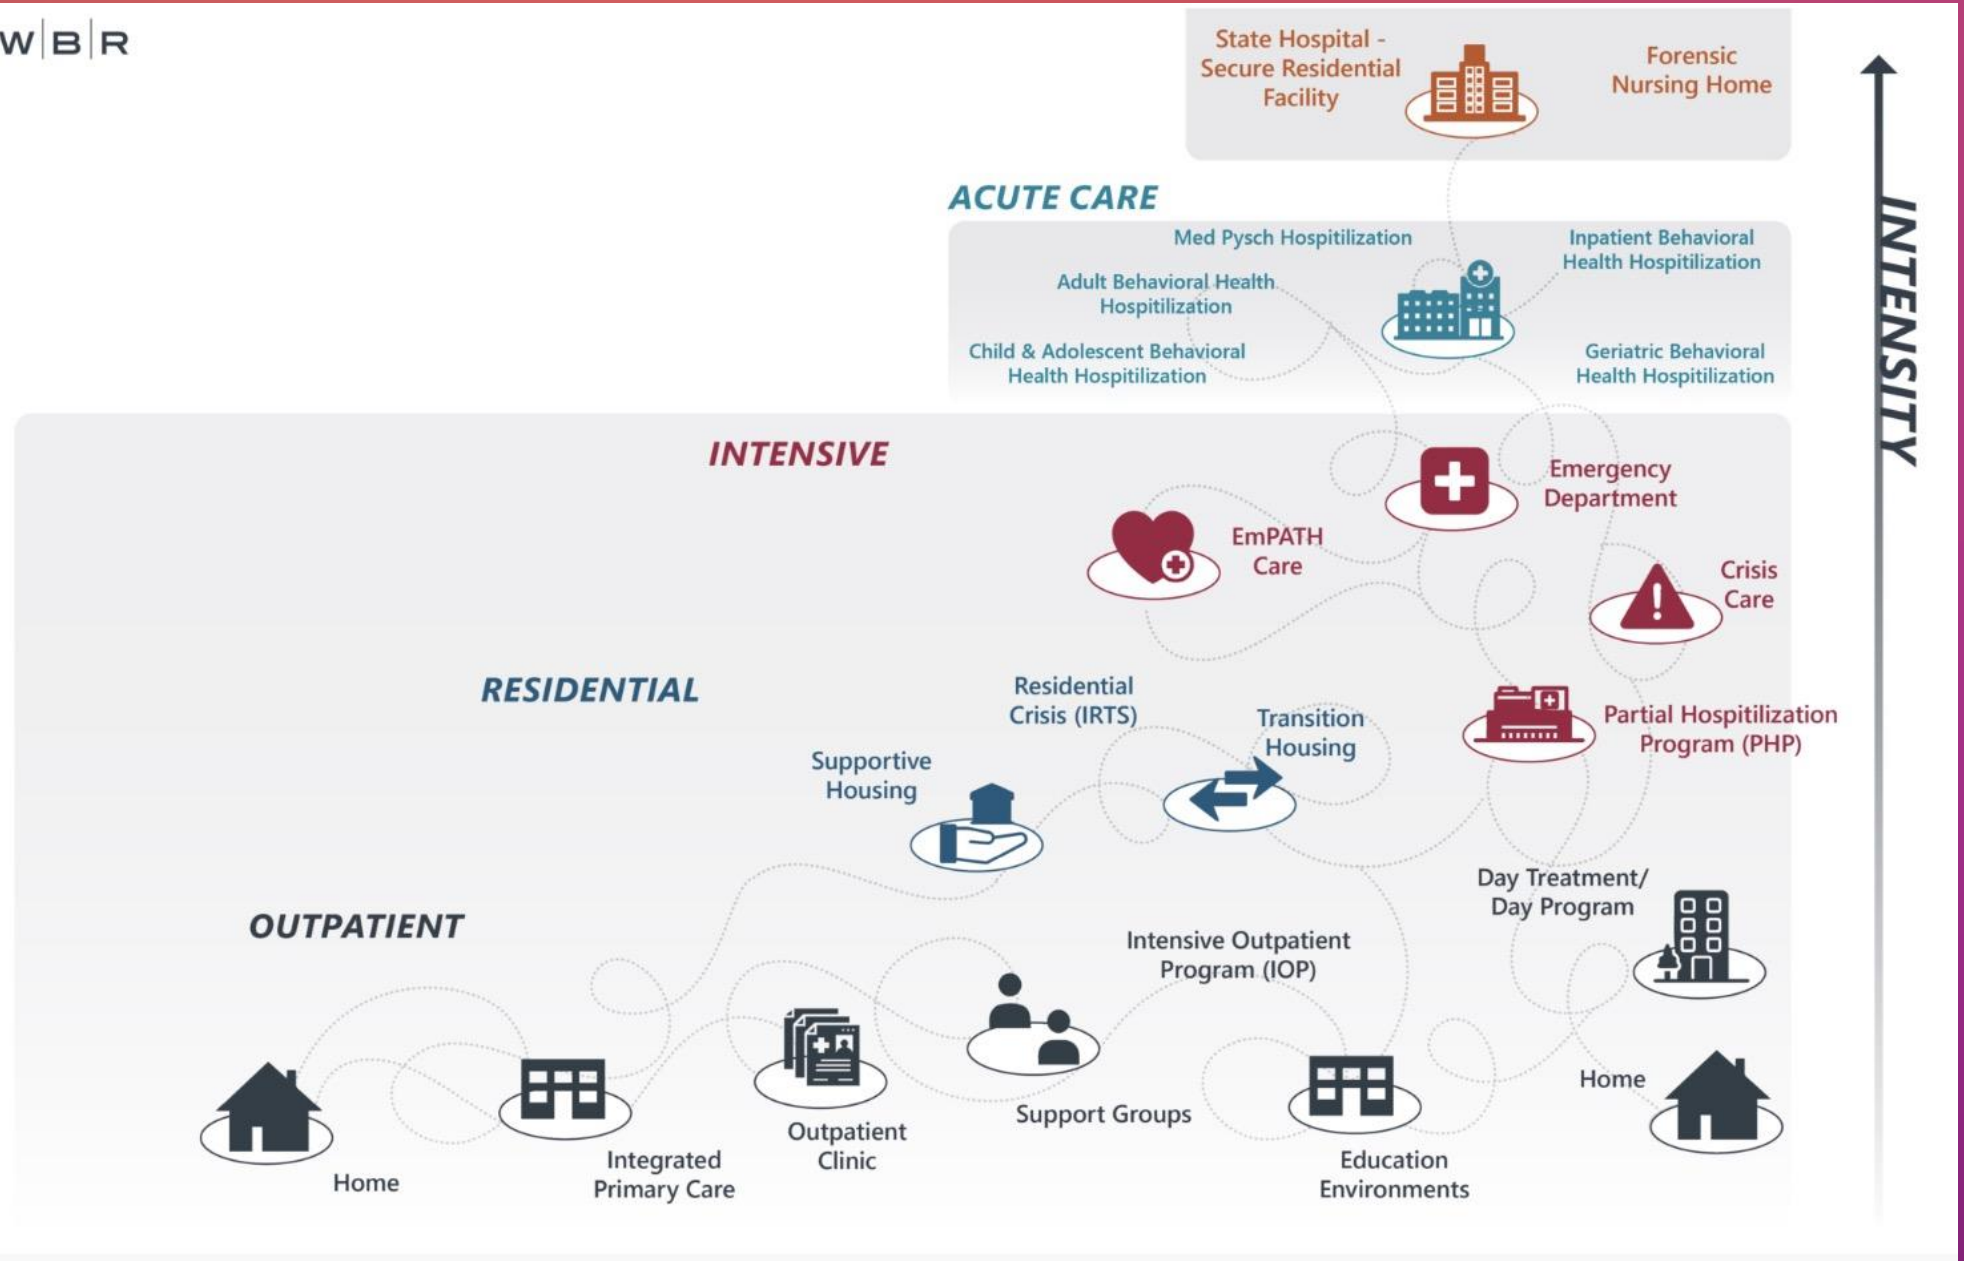 W|B|R
State Hospital -
Secure Residential
Facility
Forensic
Nursing Home
ACUTE CARE
Med Pysch Hospitilization
Inpatient Behavioral
Health Hospitilization
Adult Behavioral Health
Hospitilization
Child & Adolescent Behavioral
Health Hospitilization
Geriatric Behavioral
Health Hospitilization
INTENSITY
INTENSIVE
Emergency
Department
EmPATH
Care
Crisis
Care
RESIDENTIAL
Residential
Crisis (IRTS)
Transition
Housing
Partial Hospitilization
Program (PHP)
Supportive
Housing
Day Treatment/
Day Program
OUTPATIENT
Intensive Outpatient
Program (IOP)
Home
Support Groups
Outpatient
Clinic
Integrated
Primary Care
Education
Environments
Home